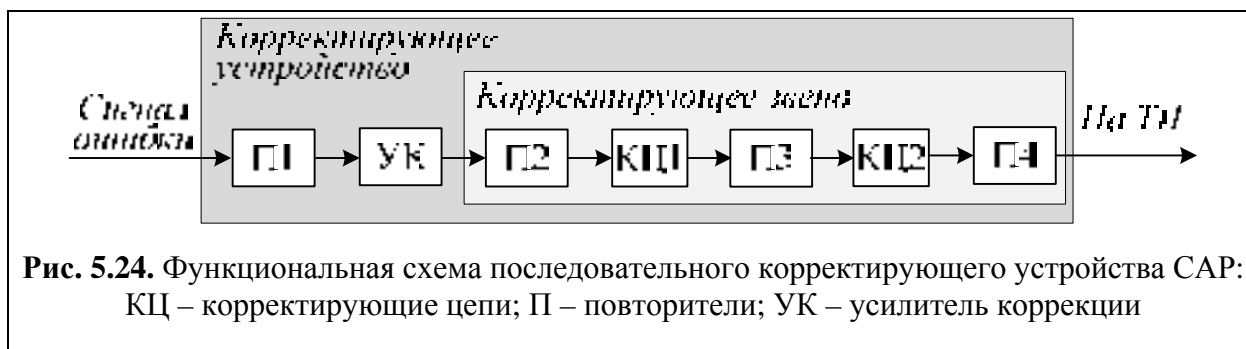 Корректирующее
устройство
Корректирующее звено
Сигнал
ошибки
На ТИ
П1
УК
П2
КЦ1
П3
КЦ2
П4
Рис. 5.24. Функциональная схема последовательного корректирующего устройства САР:
КЦ – корректирующие цепи; П – повторители; УК – усилитель коррекции